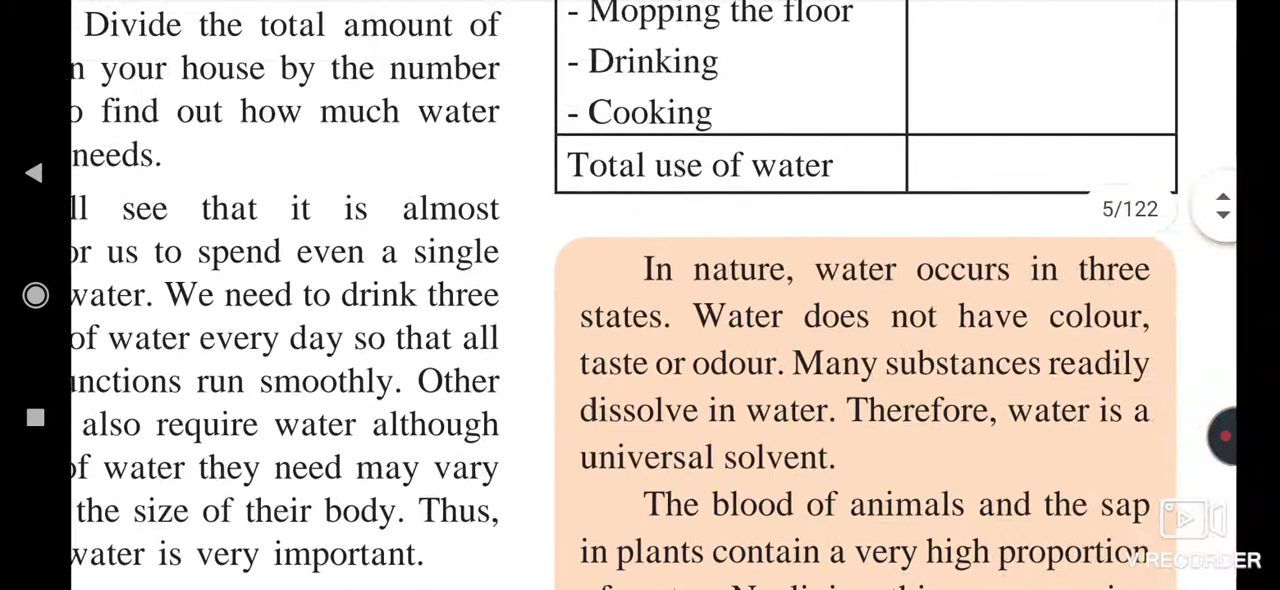 Divide the total amount of
n your house by the number
o find out how much water
needs.
ll see that it is almost
or us to spend even a single
water. We need to drink three
of water every day so that all
unctions run smoothly. Other
also require water although
of water they need may vary
the size of their body. Thus,
water is very important.
- Mopping the floor
- Drinking
- Cooking
Total use of water
5/122
In nature, water occurs in three
states. Water does not have colour,
taste or odour. Many substances readily
dissolve in water. Therefore, water is a
universal solvent.
The blood of animals and the sap
in plants contain a very high proportion
V RECORDER